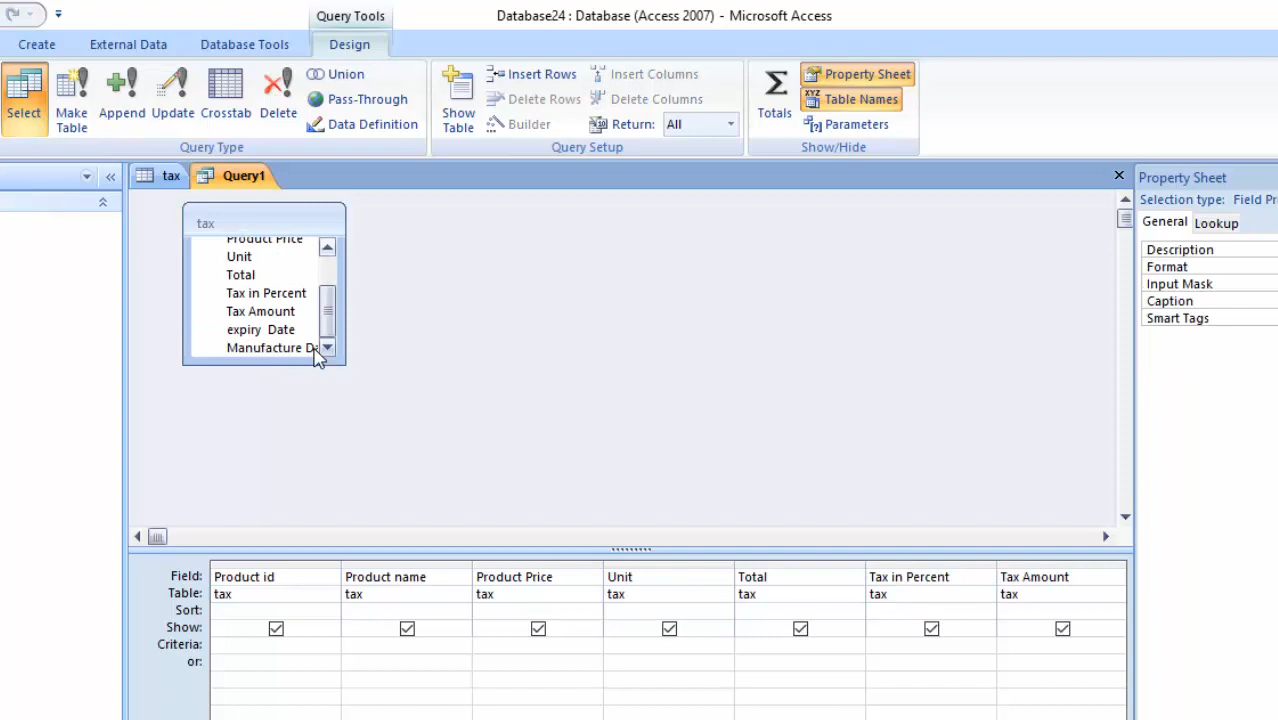 Query Tools
Database24 : Database (Access 2007) - Microsoft Access
Create External Data Database Tools Design
Select
Make Table
Append
Update
Crosstab
Delete
Union
Pass-Through
Data Definition
Query Type
Show Table
Insert Rows
Delete Rows
Builder
Insert Columns
Delete Columns
Return: All
Query Setup
Totals
Property Sheet
XYZ
Table Names
[?] Parameters
Show/Hide
tax
Query1
tax
Product Price
Unit
Total
Tax in Percent
Tax Amount
expiry Date
Manufacture
Property Sheet
Selection type: Field
General Lookup
Description
Format
Input Mask
Caption
Smart Tags
Field: Product id Product name Product Price Unit Total Tax in Percent Tax Amount
Table: tax tax tax tax tax tax tax
Sort:
Show:
Criteria:
or: